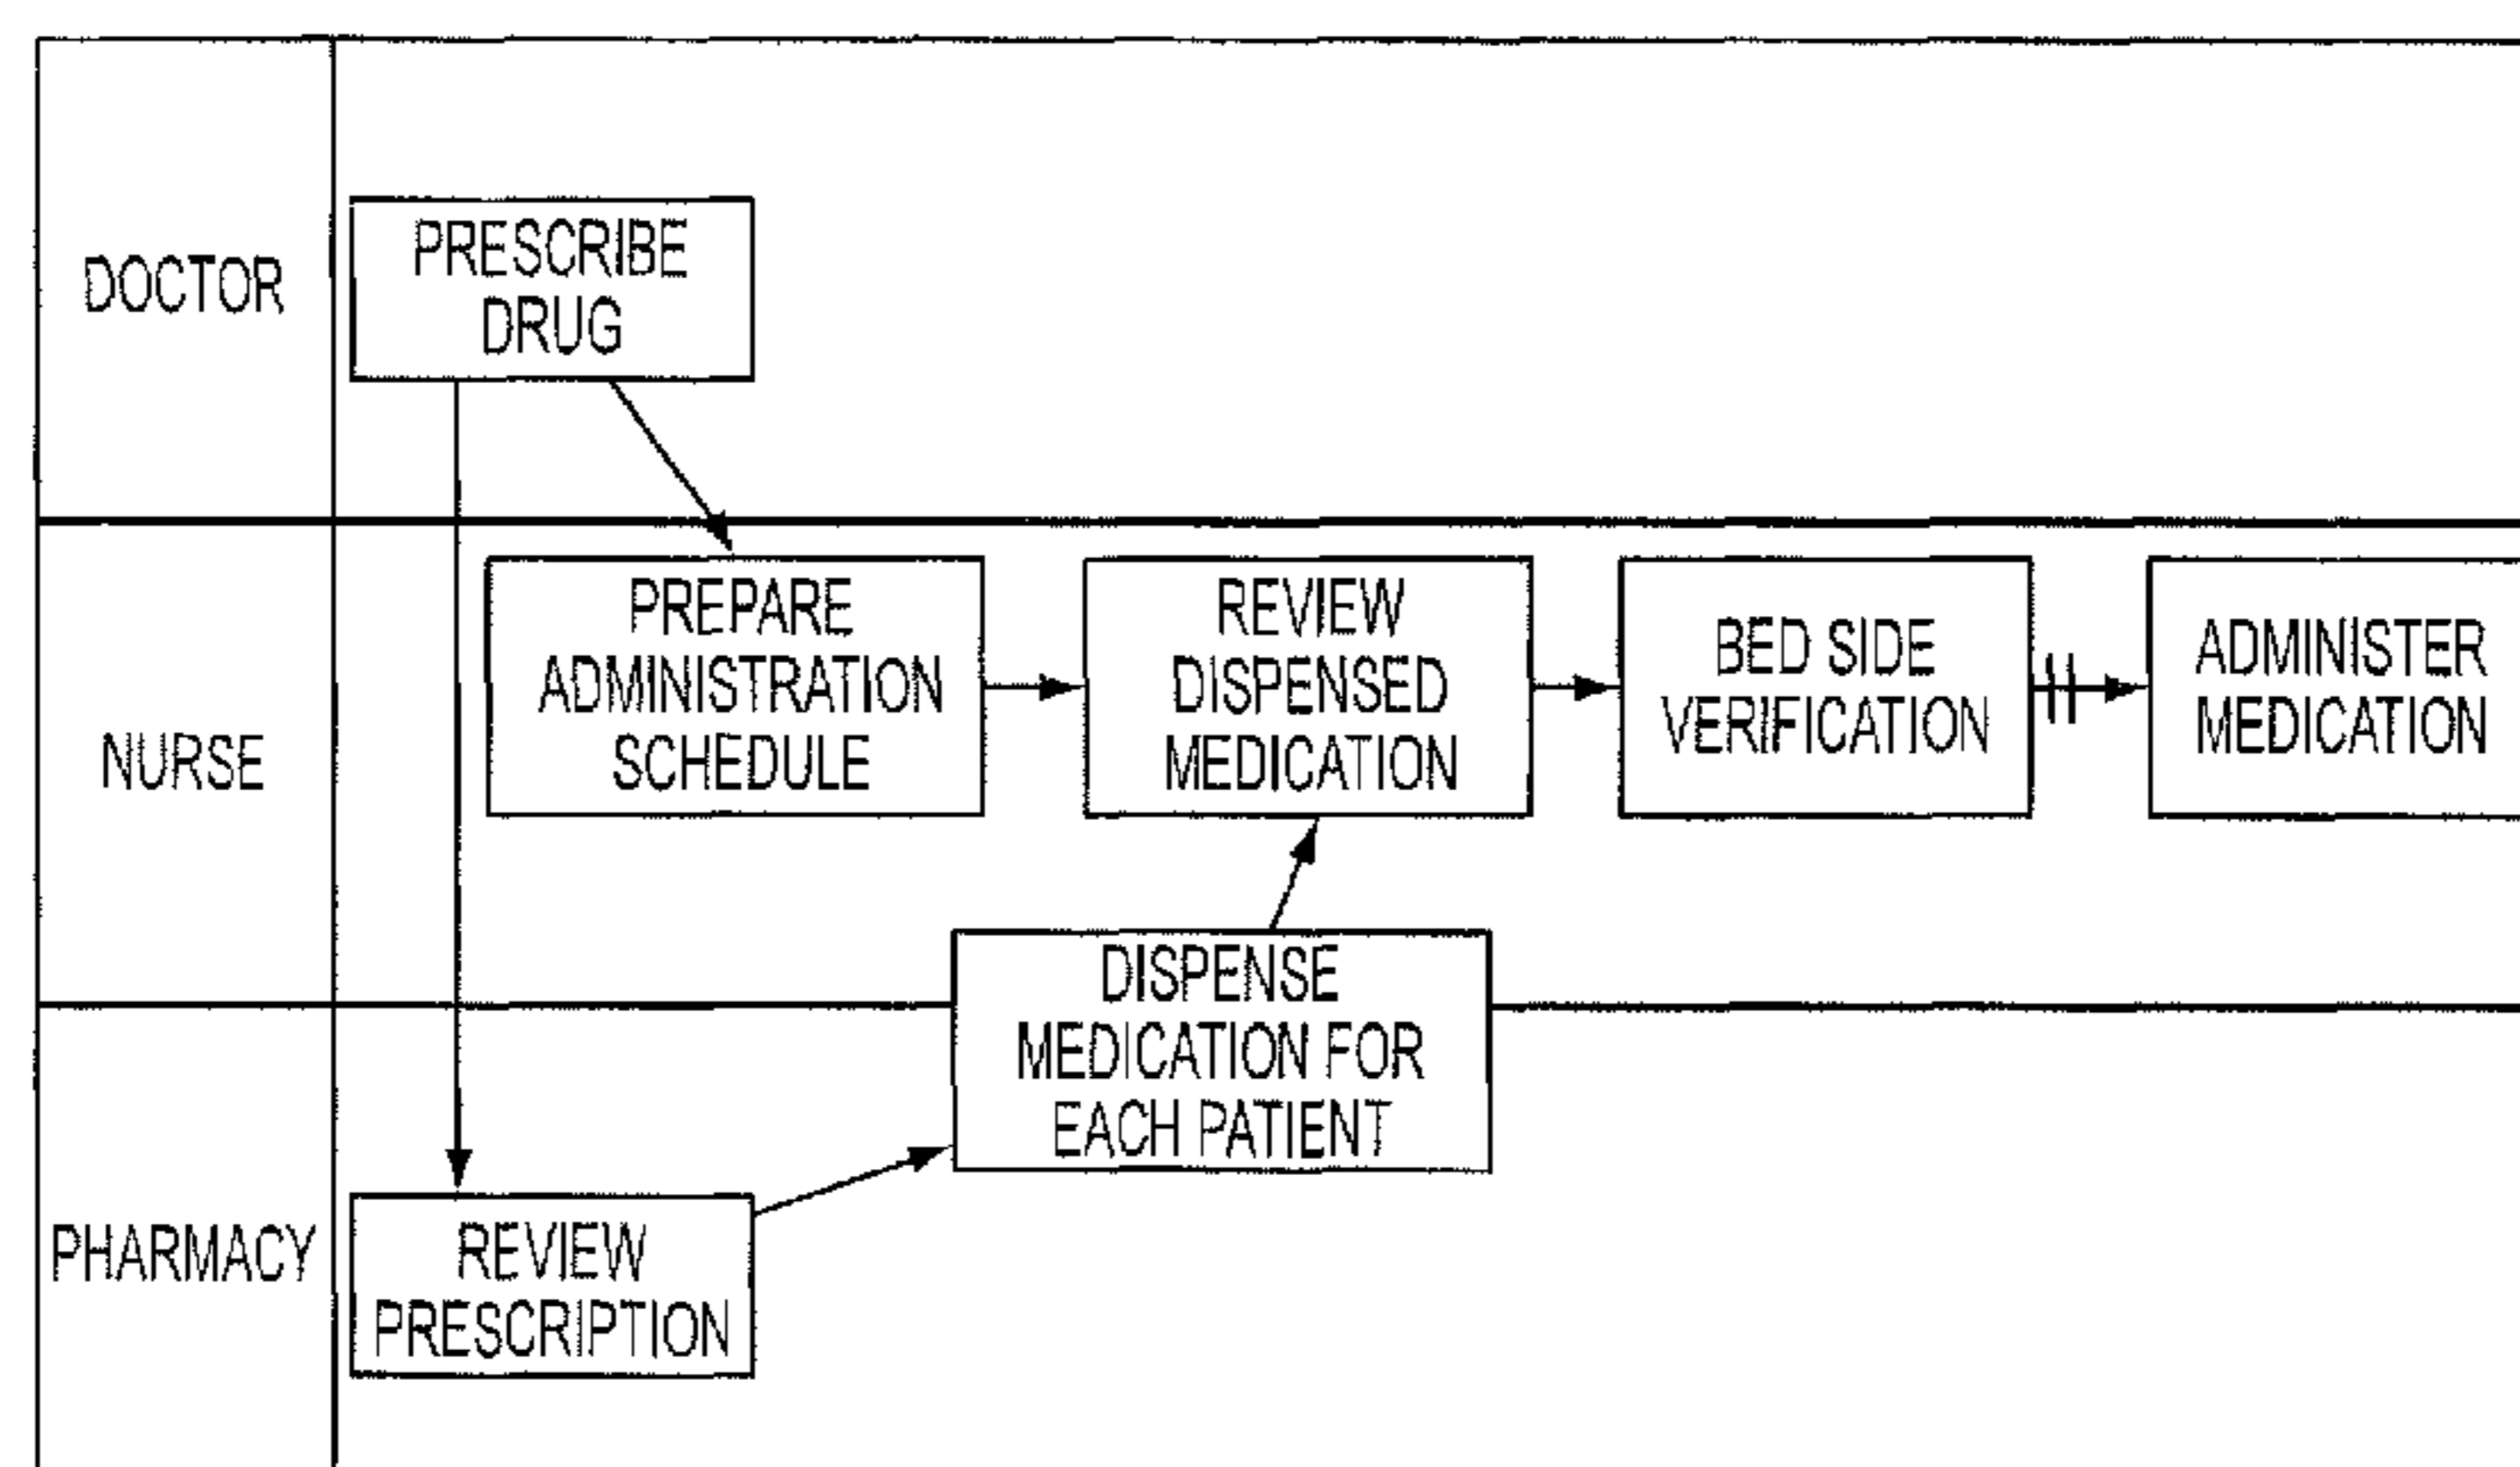 DOCTOR
PRESCRIBE
DRUG
NURSE
PREPARE
ADMINISTRATION
SCHEDULE
REVIEW
DISPENSED
MEDICATION
BED SIDE
VERIFICATION
ADMINISTER
MEDICATION
DISPENSE
MEDICATION FOR
EACH PATIENT
PHARMACY
REVIEW
PRESCRIPTION